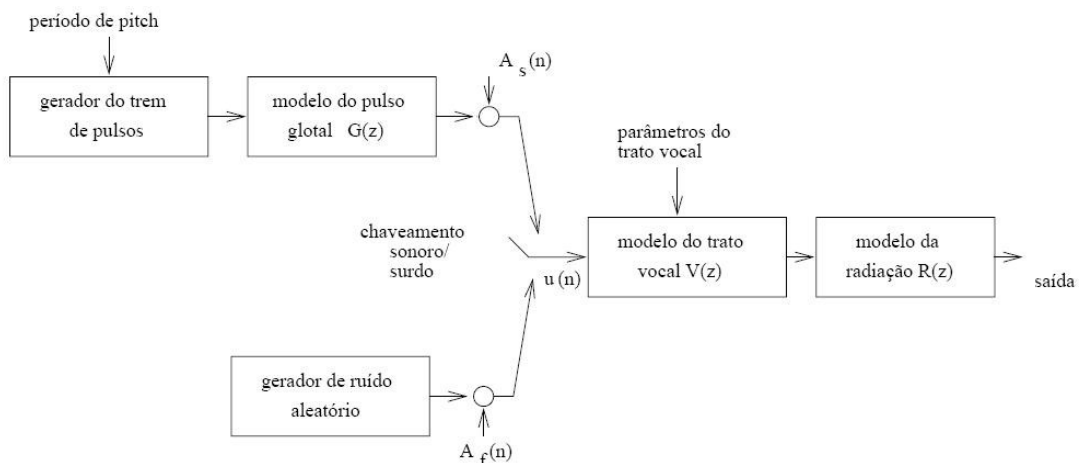 período de pitch
gerador do trem
de pulsos
modelo do pulso
glotal G(z)
A s (n)
parâmetros do
trato vocal
chaveamento
sonoro/
surdo
u (n)
modelo do trato
vocal V(z)
modelo da
radiação R(z)
saída
gerador de ruído
aleatório
A f (n)